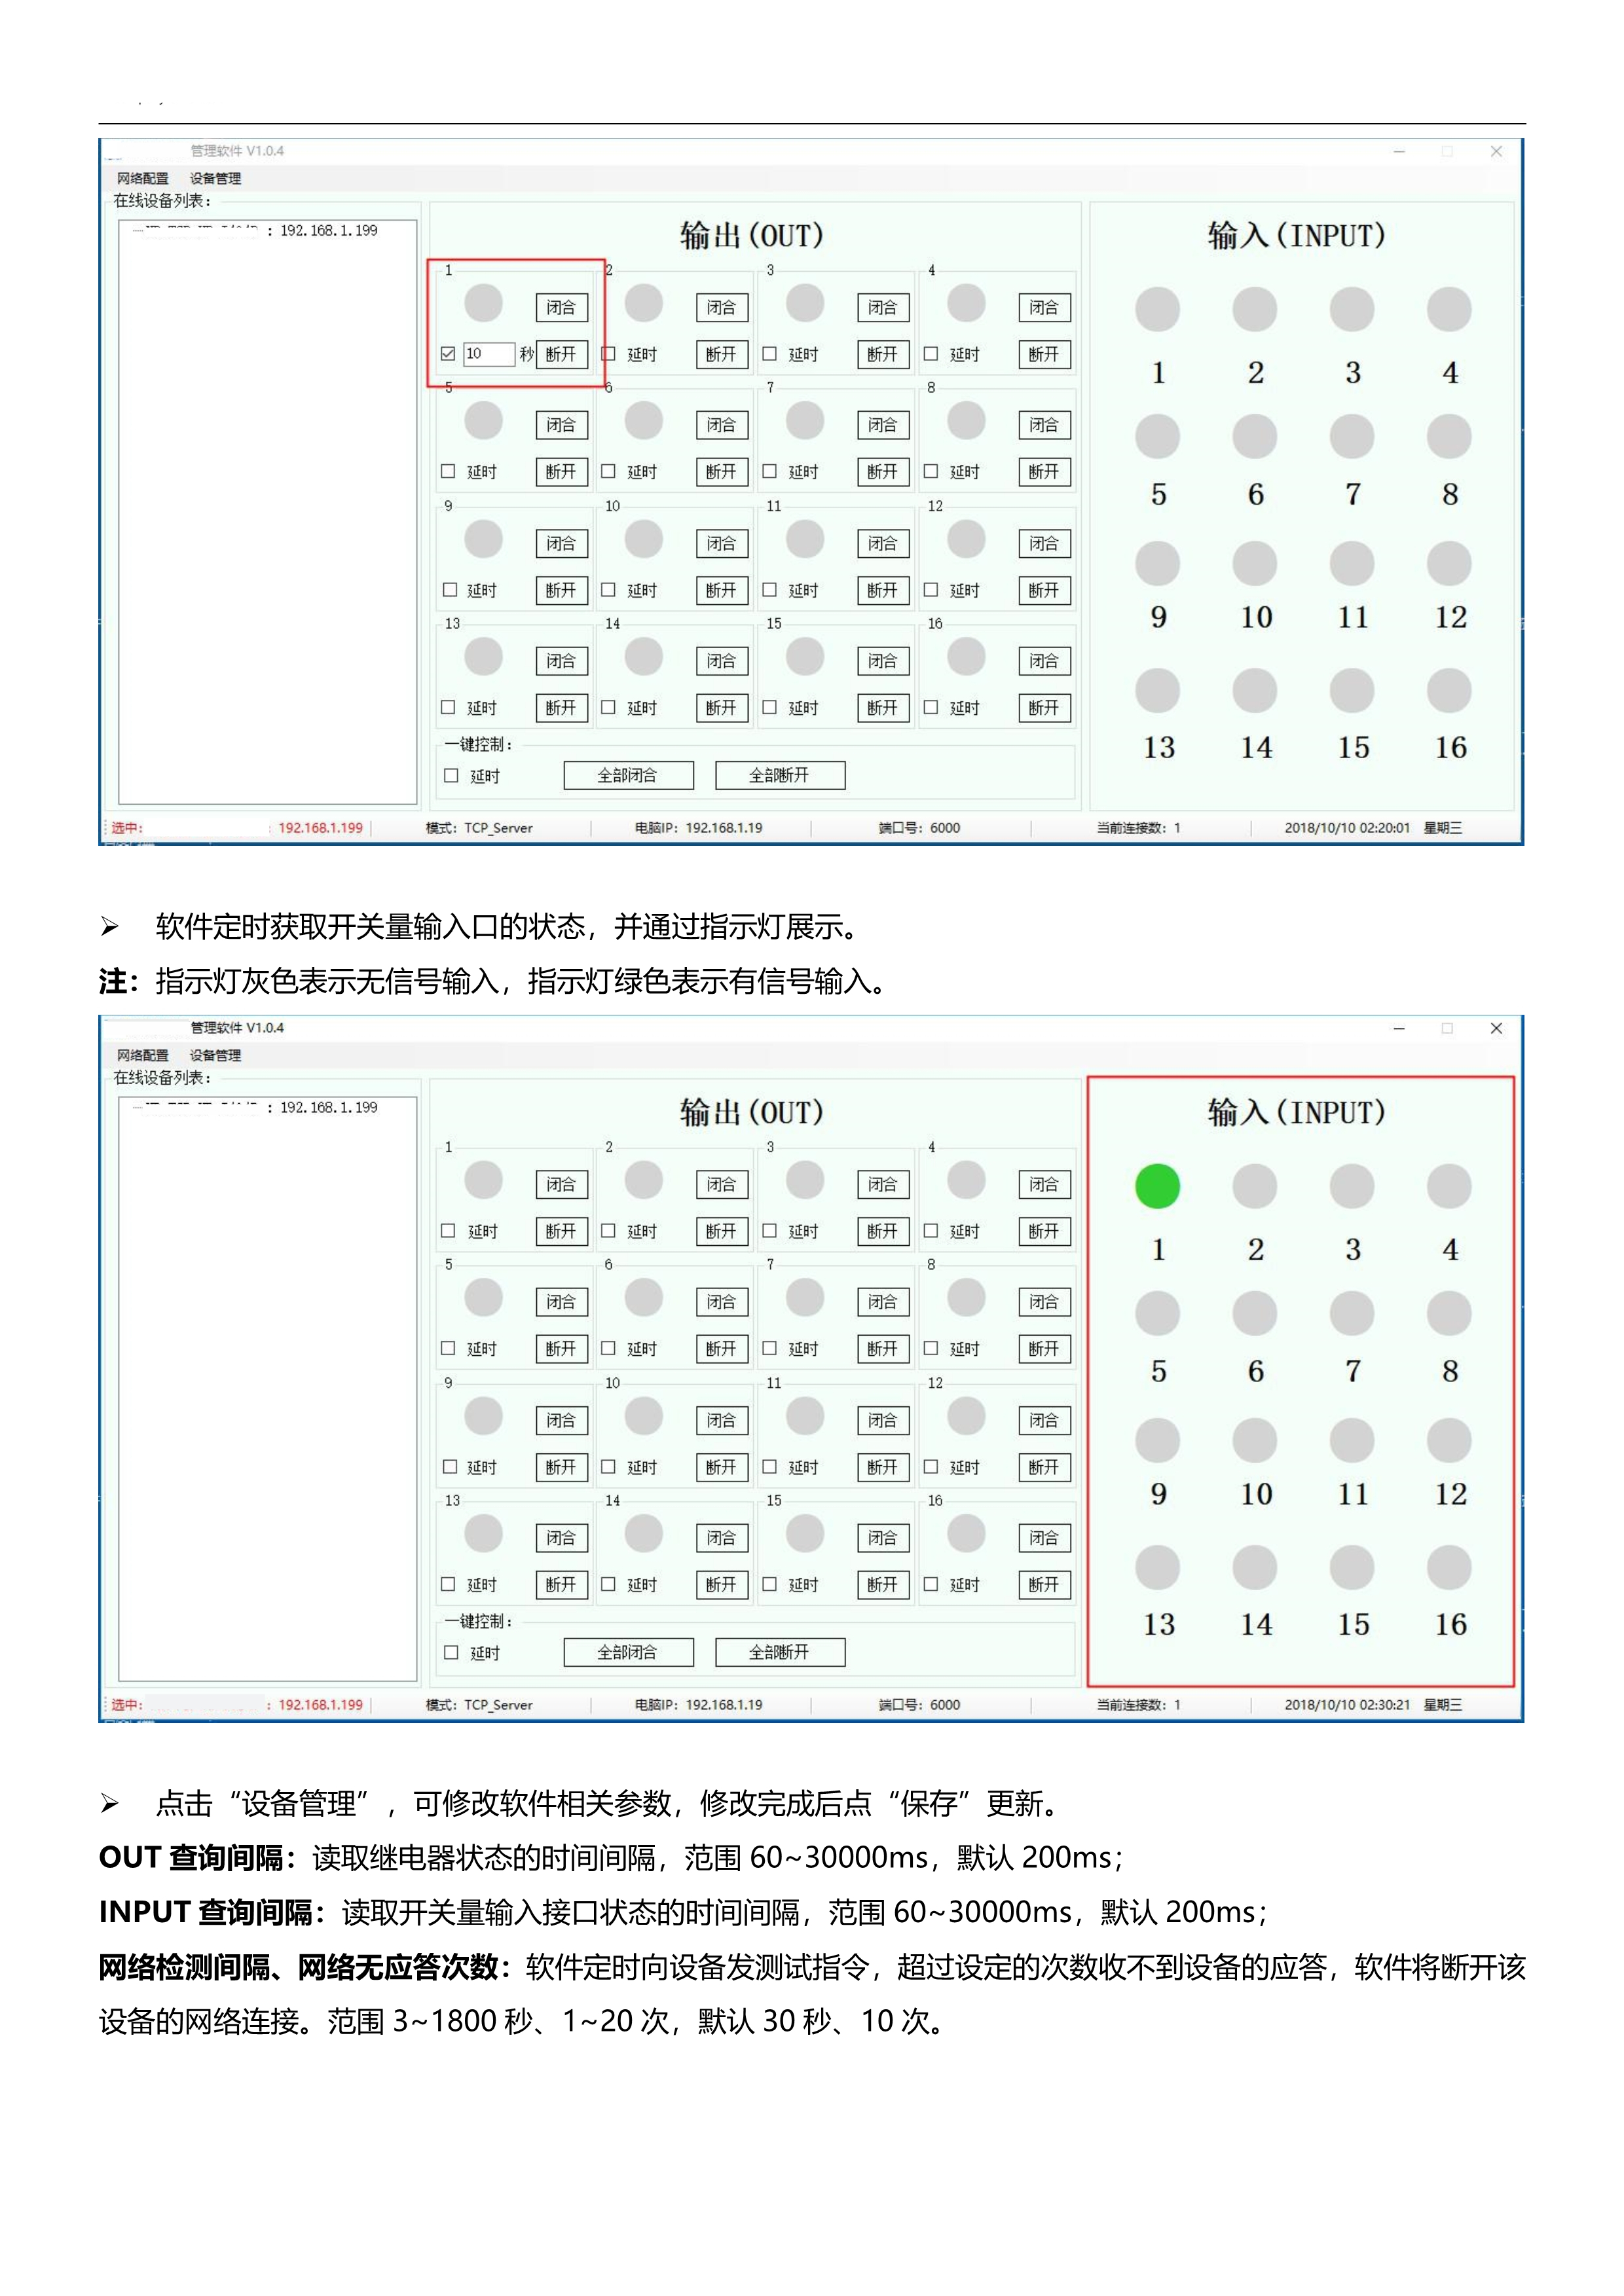 管理软件 V1.0.4
网络配置 设备管理
在线设备列表：
：192.168.1.199
输出(OUT)
1 2 3 4
闭合 闭合 闭合 闭合
10 秒 断开 延时 断开 延时 断开 延时 断开
5 6 7 8
闭合 闭合 闭合 闭合
延时 断开 延时 断开 延时 断开 延时 断开
9 10 11 12
闭合 闭合 闭合 闭合
延时 断开 延时 断开 延时 断开 延时 断开
13 14 15 16
闭合 闭合 闭合 闭合
延时 断开 延时 断开 延时 断开 延时 断开
一键控制：
延时 全部闭合 全部断开
输入(INPUT)
1 2 3 4
5 6 7 8
9 10 11 12
13 14 15 16
选中： ：192.168.1.199 模式：TCP_Server 电脑IP：192.168.1.19 端口号：6000 当前连接数：1 2018/10/10 02:20:01 星期三
➢ 软件定时获取开关量输入口的状态，并通过指示灯展示。
注：指示灯灰色表示无信号输入，指示灯绿色表示有信号输入。
管理软件 V1.0.4
网络配置 设备管理
在线设备列表：
：192.168.1.199
输出(OUT)
1 2 3 4
闭合 闭合 闭合 闭合
延时 断开 延时 断开 延时 断开 延时 断开
5 6 7 8
闭合 闭合 闭合 闭合
延时 断开 延时 断开 延时 断开 延时 断开
9 10 11 12
闭合 闭合 闭合 闭合
延时 断开 延时 断开 延时 断开 延时 断开
13 14 15 16
闭合 闭合 闭合 闭合
延时 断开 延时 断开 延时 断开 延时 断开
一键控制：
延时 全部闭合 全部断开
输入(INPUT)
1 2 3 4
5 6 7 8
9 10 11 12
13 14 15 16
选中： ：192.168.1.199 模式：TCP_Server 电脑IP：192.168.1.19 端口号：6000 当前连接数：1 2018/10/10 02:30:21 星期三
➢ 点击“设备管理”，可修改软件相关参数，修改完成后点“保存”更新。
OUT 查询间隔：读取继电器状态的时间间隔，范围 60~30000ms，默认 200ms；
INPUT 查询间隔：读取开关量输入接口状态的时间间隔，范围 60~30000ms，默认 200ms；
网络检测间隔、网络无应答次数：软件定时向设备发测试指令，超过设定的次数收不到设备的应答，软件将断开该
设备的网络连接。范围 3~1800 秒、1~20 次，默认 30 秒、10 次。